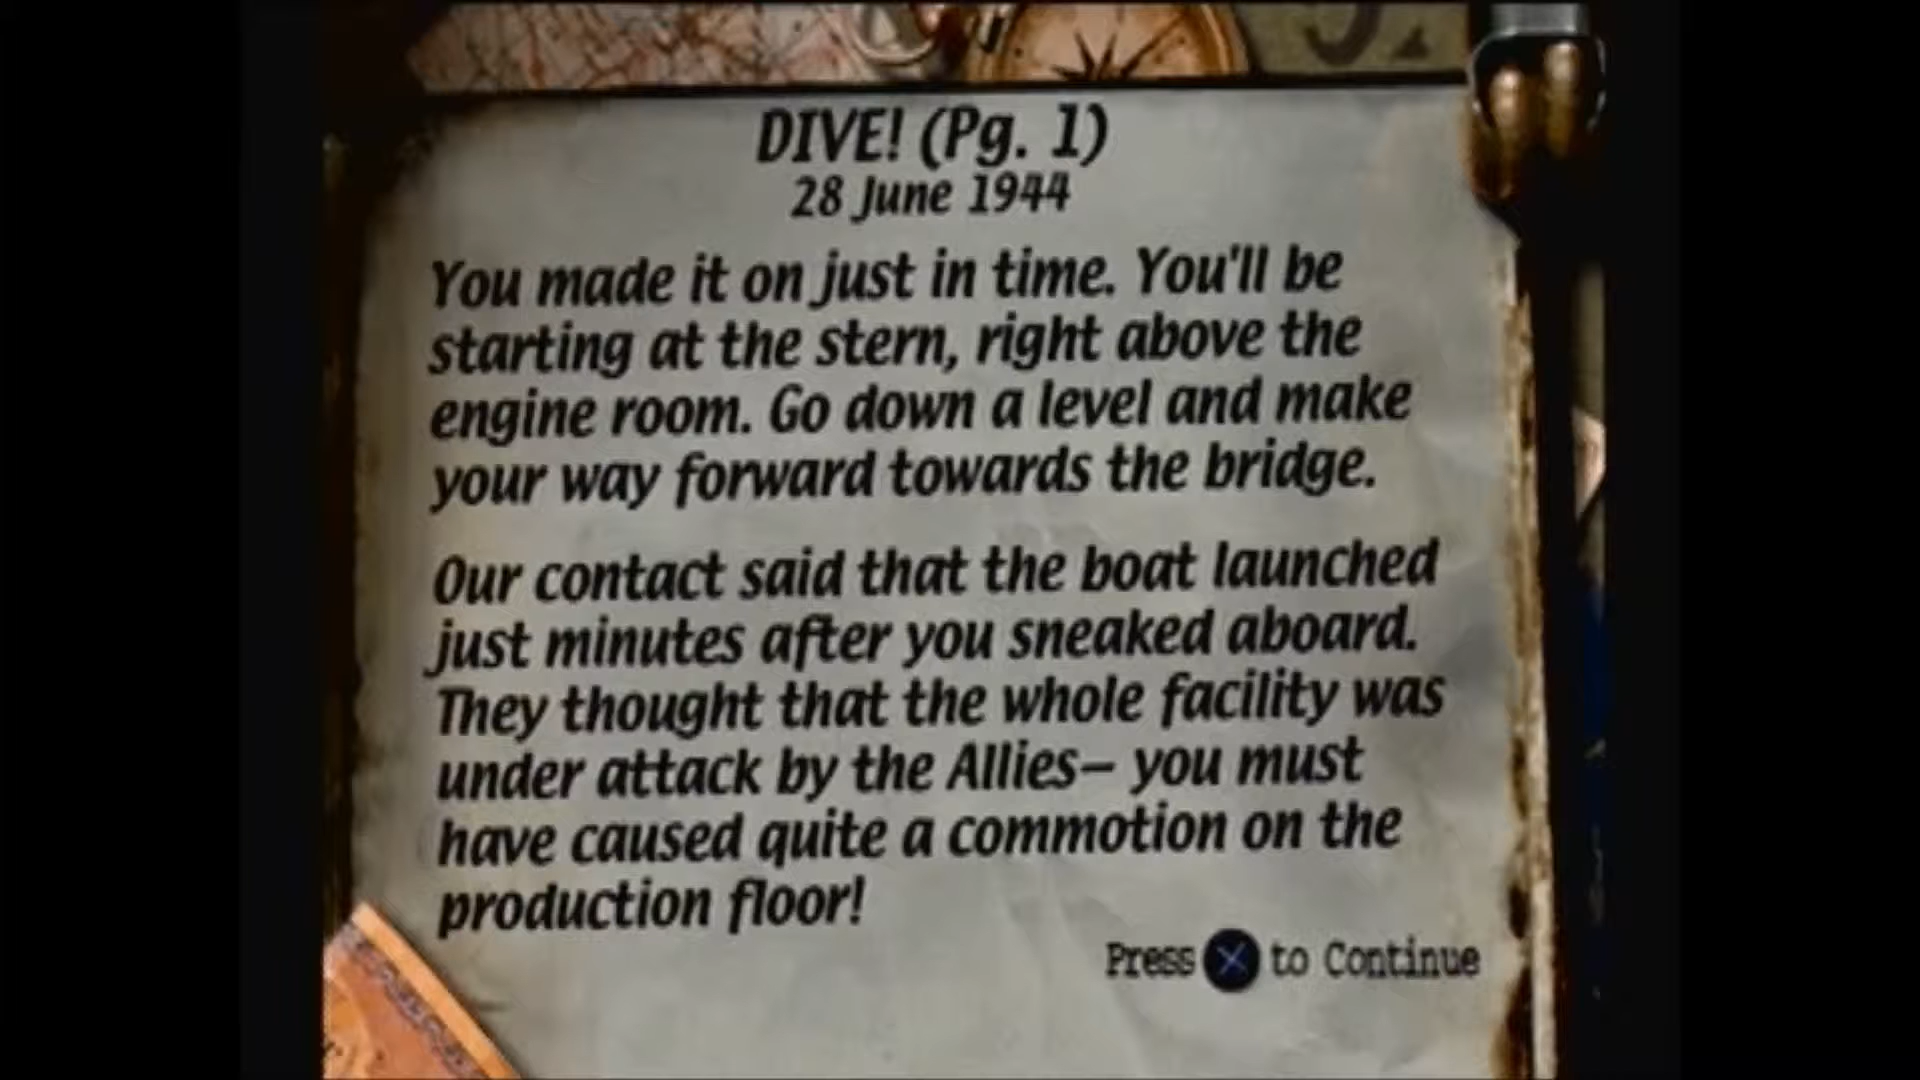 DIVE! (Pg. 1)
28 June 1944
You made it on just in time. You'll be
starting at the stern, right above the
engine room. Go down a level and make
your way forward towards the bridge.
Our contact said that the boat launched
just minutes after you sneaked aboard.
They thought that the whole facility was
under attack by the Allies— you must
have caused quite a commotion on the
production floor!
Press X to Continue